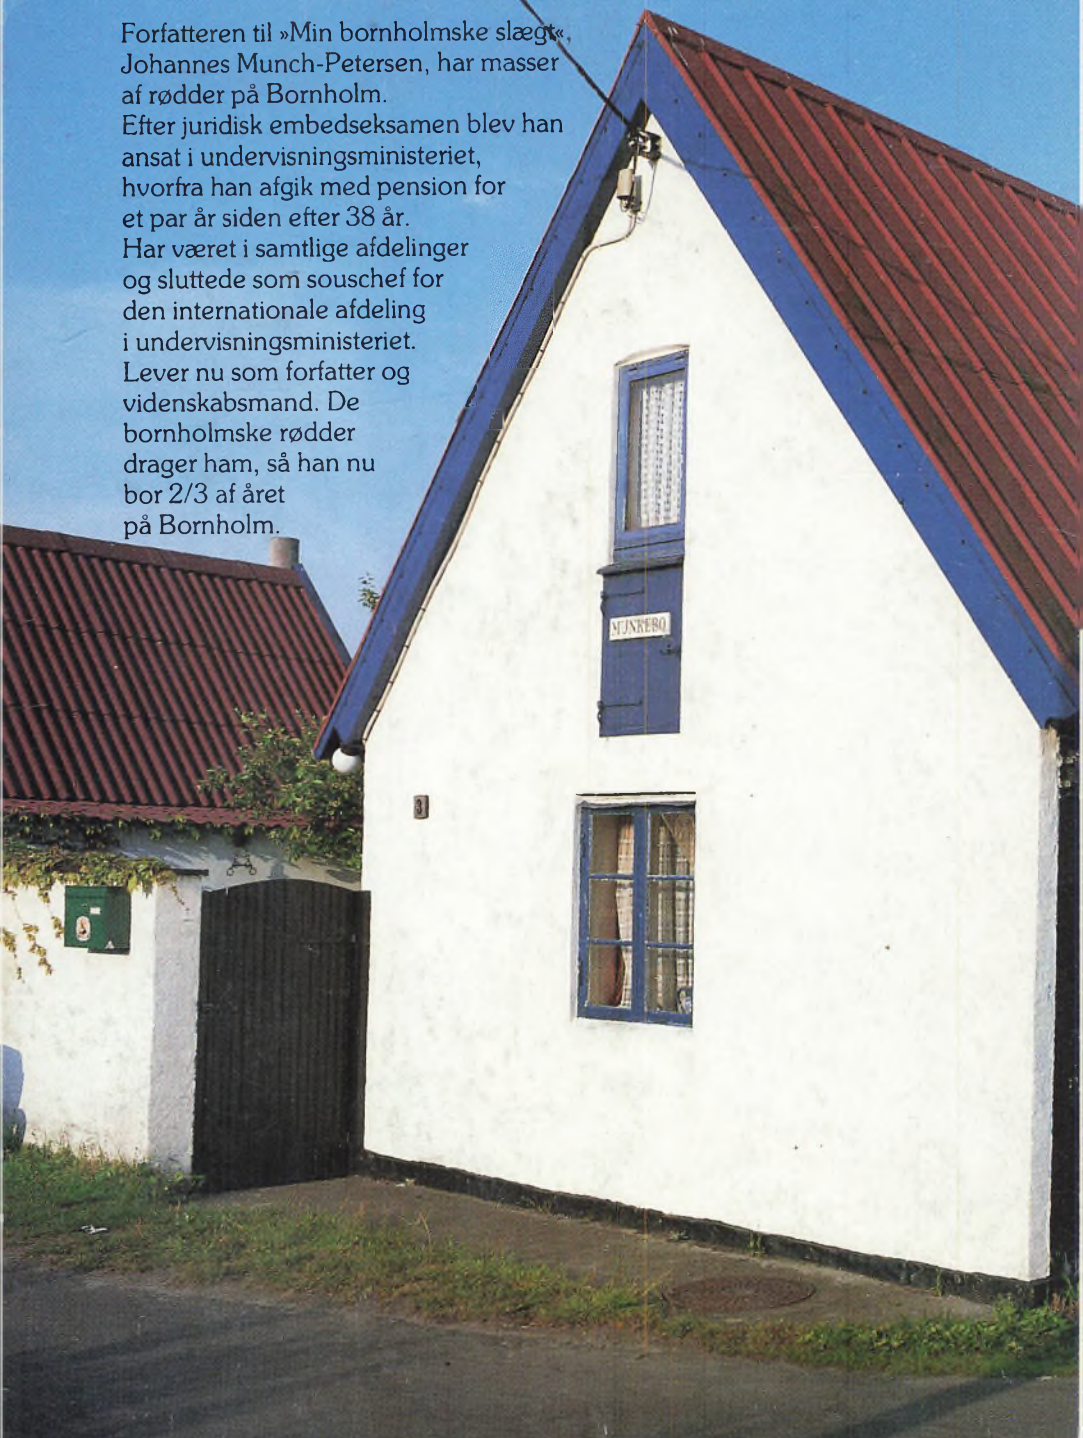 Forfatteren til »Min bornholmske slægt«,
Johannes Munch-Petersen, har masser
af rødder på Bornholm.
Efter juridisk embedseksamen blev han
ansat i undervisningsministeriet,
hvorfra han afgik med pension for
et par år siden efter 38 år.
Har været i samtlige afdelinger
og sluttede som souschef for
den internationale afdeling
i undervisningsministeriet.
Lever nu som forfatter og
videnskabsmand. De
bornholmske rødder
drager ham, så han nu
bor 2/3 af året
på Bornholm.
MUNKEBO
3